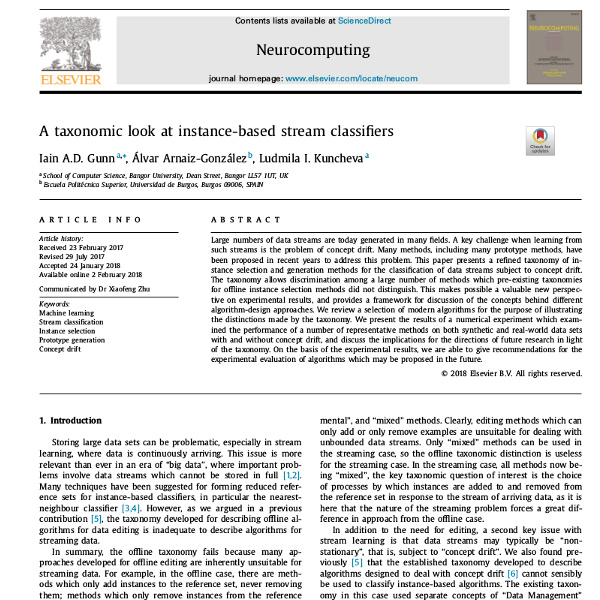 Contents lists available at ScienceDirect
Neurocomputing
journal homepage: www.elsevier.com/locate/neucom
ELSEVIER
NEUROCOMPUTING
A taxonomic look at instance-based stream classifiers
Check for
updates
Iain A.D. Gunn a,*, Álvar Arnaiz-González b, Ludmila I. Kuncheva a
a School of Computer Science, Bangor University, Dean Street, Bangor LL57 1UT, UK
b Escuela Politécnica Superior, Universidad de Burgos, Burgos 09006, SPAIN
ARTICLE INFO
Article history:
Received 23 February 2017
Revised 29 July 2017
Accepted 24 January 2018
Available online 2 February 2018
Communicated by Dr Xiaofeng Zhu
Keywords:
Machine learning
Stream classification
Instance selection
Prototype generation
Concept drift
ABSTRACT
Large numbers of data streams are today generated in many fields. A key challenge when learning from
such streams is the problem of concept drift. Many methods, including many prototype methods, have
been proposed in recent years to address this problem. This paper presents a refined taxonomy of in-
stance selection and generation methods for the classification of data streams subject to concept drift.
The taxonomy allows discrimination among a large number of methods which pre-existing taxonomies
for offline instance selection methods did not distinguish. This makes possible a valuable new perspec-
tive on experimental results, and provides a framework for discussion of the concepts behind different
algorithm-design approaches. We review a selection of modern algorithms for the purpose of illustrating
the distinctions made by the taxonomy. We present the results of a numerical experiment which exam-
ined the performance of a number of representative methods on both synthetic and real-world data sets
with and without concept drift, and discuss the implications for the directions of future research in light
of the taxonomy. On the basis of the experimental results, we are able to give recommendations for the
experimental evaluation of algorithms which may be proposed in the future.
© 2018 Elsevier B.V. All rights reserved.
1. Introduction
Storing large data sets can be problematic, especially in stream
learning, where data is continuously arriving. This issue is more
relevant than ever in an era of “big data”, where important prob-
lems involve data streams which cannot be stored in full [1,2].
Many techniques have been suggested for forming reduced refer-
ence sets for instance-based classifiers, in particular the nearest-
neighbour classifier [3,4]. However, as we argued in a previous
contribution [5], the taxonomy developed for describing offline al-
gorithms for data editing is inadequate to describe algorithms for
streaming data.
In summary, the offline taxonomy fails because many ap-
proaches developed for offline editing are inherently unsuitable for
streaming data. For example, in the offline case, there are meth-
ods which only add instances to the reference set, never removing
them; methods which only remove instances from the reference
mental”, and “mixed” methods. Clearly, editing methods which can
only add or only remove examples are unsuitable for dealing with
unbounded data streams. Only “mixed” methods can be used in
the streaming case, so the offline taxonomic distinction is useless
for the streaming case. In the streaming case, all methods now be-
ing “mixed”, the key taxonomic question of interest is the choice
of processes by which instances are added to and removed from
the reference set in response to the stream of arriving data, as it is
here that the nature of the streaming problem forces a great dif-
ference in approach from the offline case.
In addition to the need for editing, a second key issue with
stream learning is that data streams may typically be “non-
stationary”, that is, subject to “concept drift”. We also found pre-
viously [5] that the established taxonomy developed to describe
algorithms designed to deal with concept drift [6] cannot sensibly
be used to classify instance-based algorithms. The existing taxon-
omy in this case used separate concepts of “Data Management”